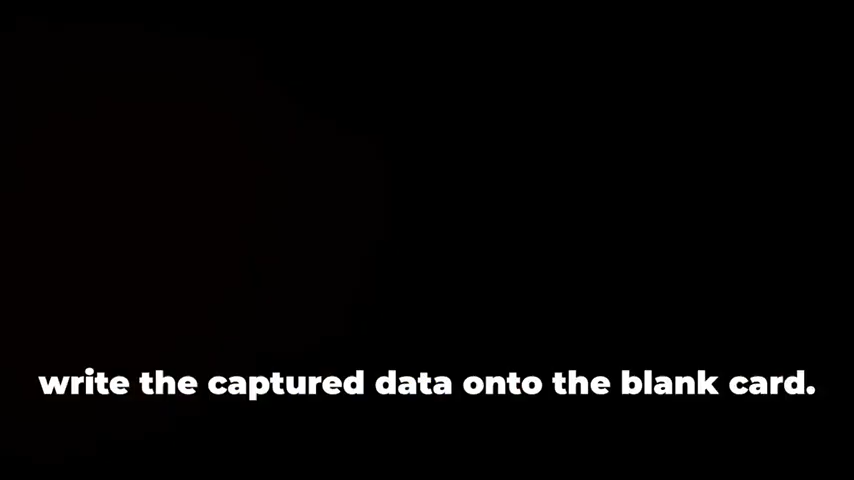 write the captured data onto the blank card.